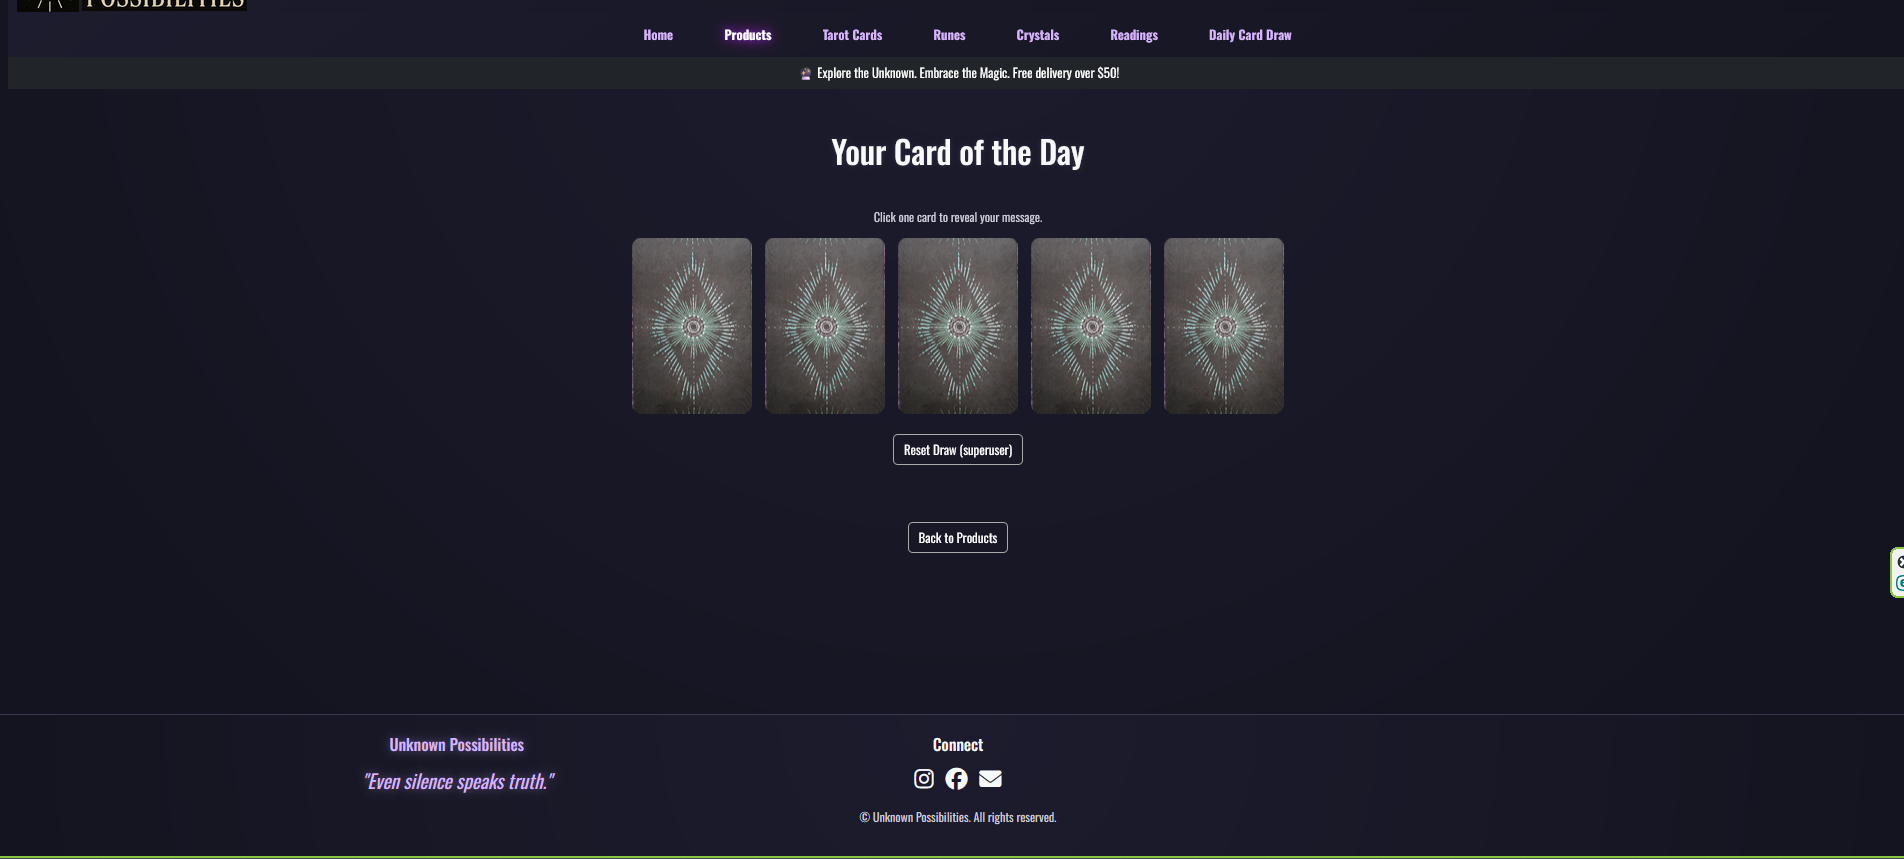 POSSIBILITIES
Home
Products
Tarot Cards
Runes
Crystals
Readings
Daily Card Draw
🔮 Explore the Unknown. Embrace the Magic. Free delivery over $50!
Your Card of the Day
Click one card to reveal your message.
Reset Draw (superuser)
Back to Products
Unknown Possibilities
"Even silence speaks truth."
Connect
© Unknown Possibilities. All rights reserved.